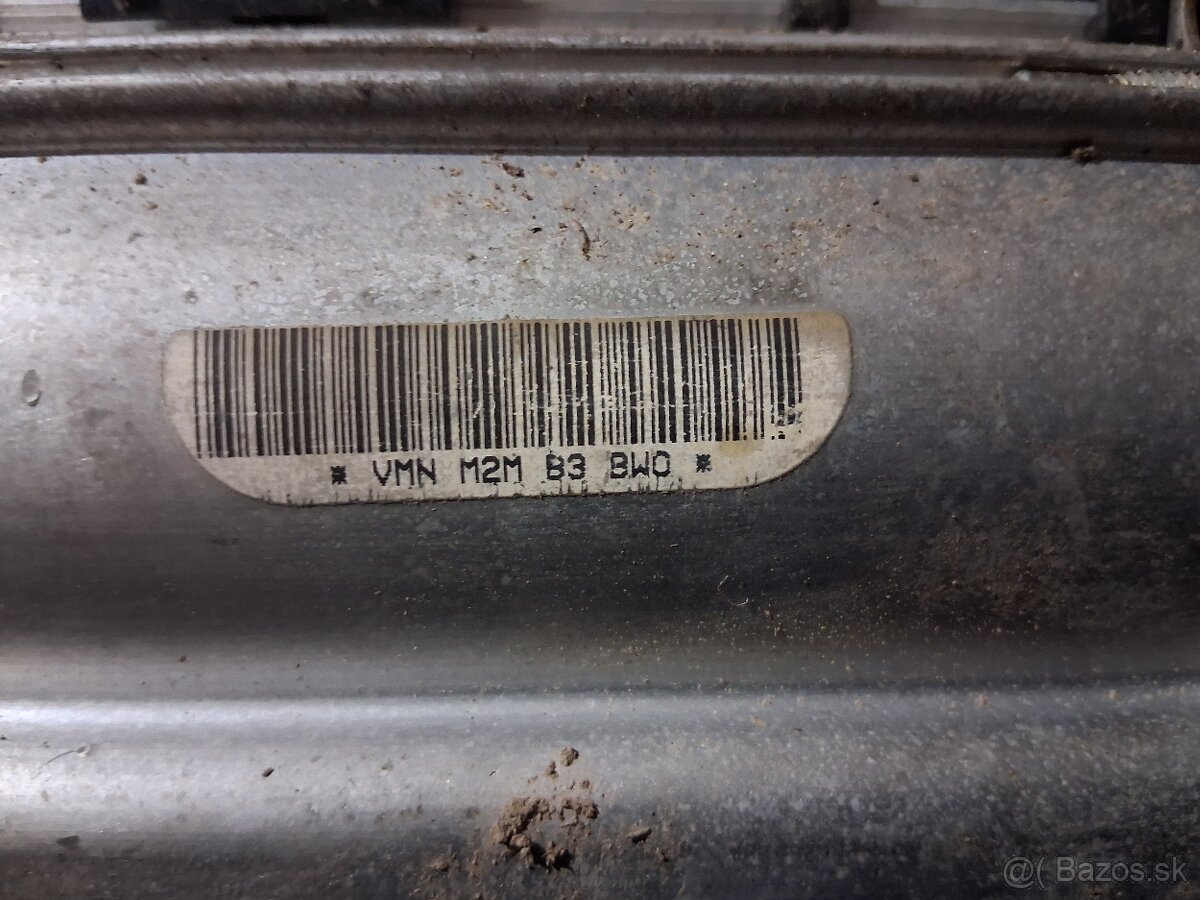 * VMN M2M B3 BWO *
@( Bazos.sk